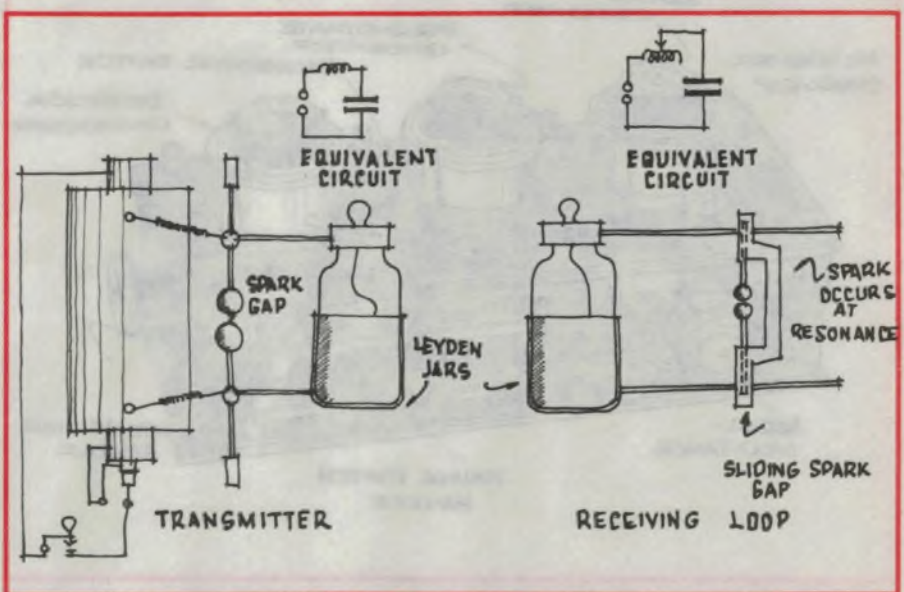 EQUIVALENT
CIRCUIT
EQUIVALENT
CIRCUIT
SPARK
GAP
LEYDEN
JARS
SPARK
OCCURS
AT
RESONANCE
SLIDING SPARK
GAP
TRANSMITTER
RECEIVING LOOP